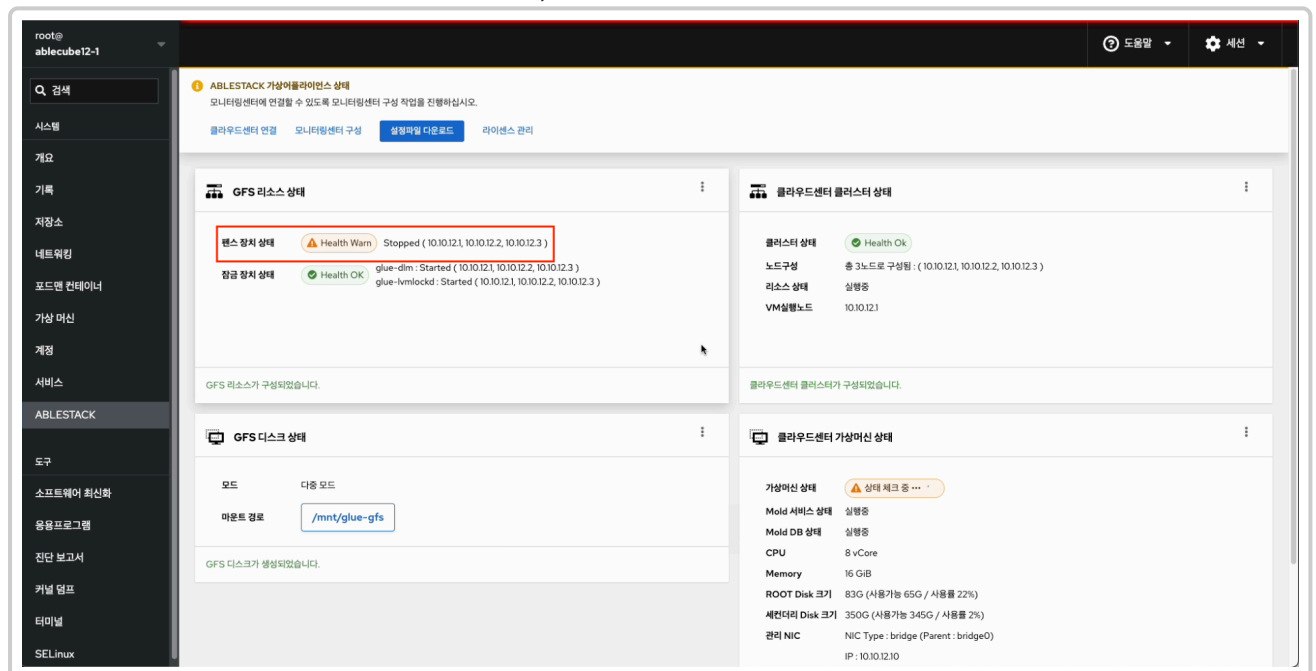 root@
ablecube12-1
도움말
세션
검색
시스템
개요
기록
저장소
네트워킹
포드맨 컨테이너
가상 머신
계정
서비스
ABLESTACK
도구
소프트웨어 최신화
응용프로그램
진단 보고서
커널 덤프
터미널
SELinux
ABLESTACK 가상어플라이언스 상태
모니터링센터에 연결할 수 있도록 모니터링센터 구성 작업을 진행하십시오.
클라우드센터 연결 모니터링센터 구성 설정파일 다운로드 라이센스 관리
GFS 리소스 상태
펜스 장치 상태 Health Warn Stopped ( 10.10.12.1, 10.10.12.2, 10.10.12.3 )
잠금 장치 상태 Health OK glue-dlm : Started ( 10.10.12.1, 10.10.12.2, 10.10.12.3 )
glue-lvmlockd : Started ( 10.10.12.1, 10.10.12.2, 10.10.12.3 )
GFS 리소스가 구성되었습니다.
클라우드센터 클러스터 상태
클러스터 상태 Health Ok
노드구성 총 3노드로 구성됨 : ( 10.10.12.1, 10.10.12.2, 10.10.12.3 )
리소스 상태 실행중
VM실행노드 10.10.12.1
클라우드센터 클러스터가 구성되었습니다.
GFS 디스크 상태
모드 다중 모드
마운트 경로 /mnt/glue-gfs
GFS 디스크가 생성되었습니다.
클라우드센터 가상머신 상태
가상머신 상태 상태 체크 중 •••
Mold 서비스 상태 실행중
Mold DB 상태 실행중
CPU 8 vCore
Memory 16 GiB
ROOT Disk 크기 83G (사용가능 65G / 사용률 22%)
세컨더리 Disk 크기 350G (사용가능 345G / 사용률 2%)
관리 NIC NIC Type : bridge (Parent : bridge0)
IP : 10.10.12.10